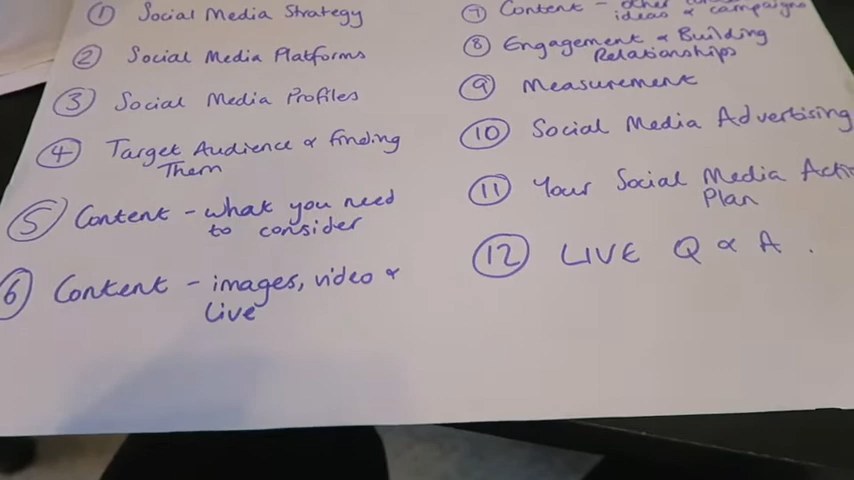 ① Social Media Strategy
② Social Media Platforms
③ Social Media Profiles
④ Target Audience & finding
Them
⑤ Content - what you need
to consider
⑥ Content - images, video &
Live
⑦ Content - other
ideas & campaigns
⑧ Engagement & Building
Relationships
⑨ Measurement
⑩ Social Media Advertising
⑪ Your Social Media Action
Plan
⑫ LIVE Q & A .